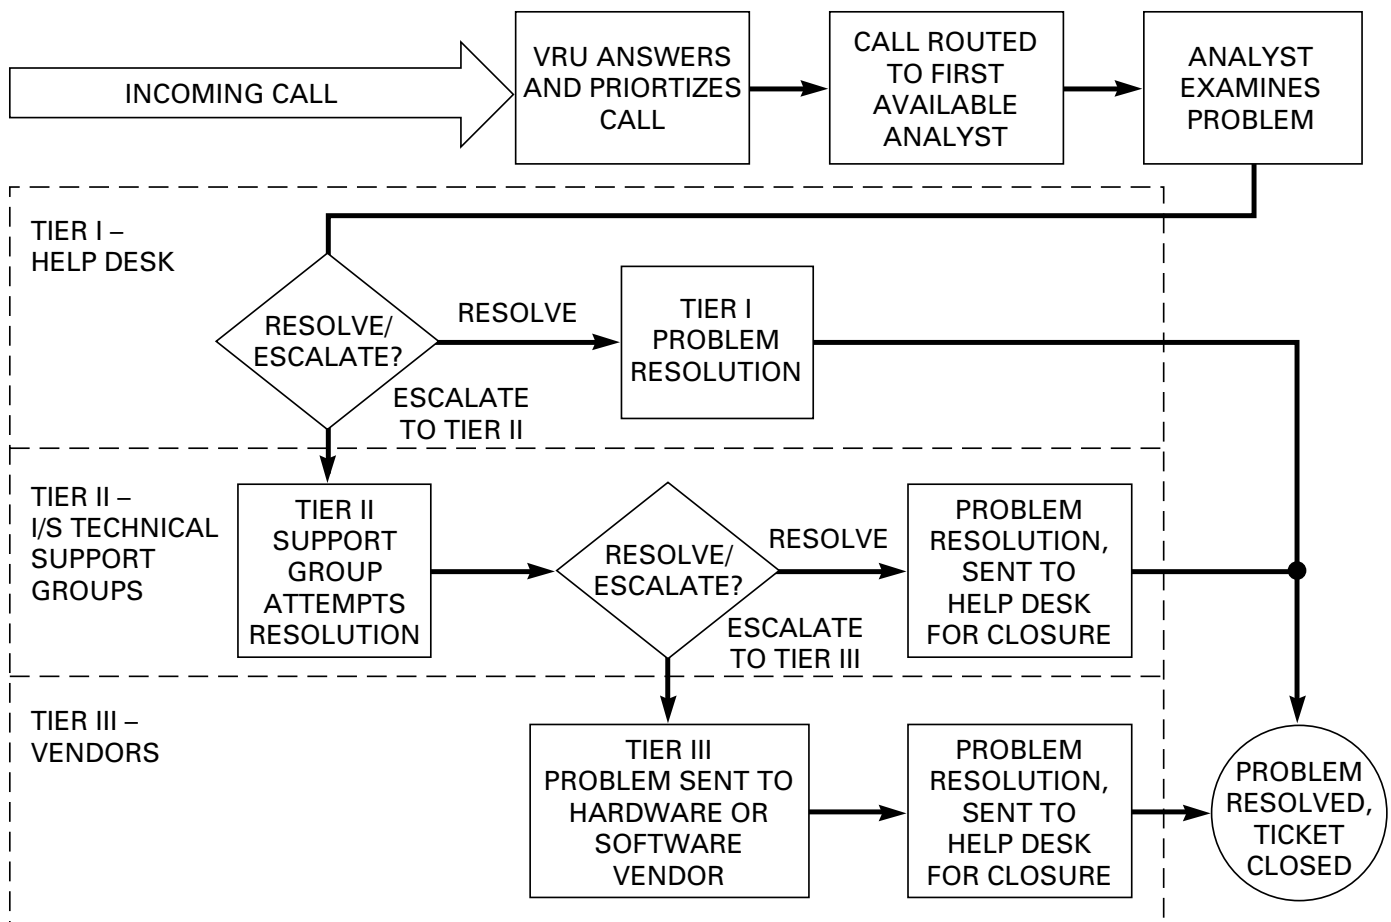 INCOMING CALL
VRU ANSWERS
AND PRIORTIZES
CALL
CALL ROUTED
TO FIRST
AVAILABLE
ANALYST
ANALYST
EXAMINES
PROBLEM
TIER I –
HELP DESK
RESOLVE/
ESCALATE?
RESOLVE
TIER I
PROBLEM
RESOLUTION
ESCALATE
TO TIER II
TIER II –
I/S TECHNICAL
SUPPORT
GROUPS
TIER II
SUPPORT
GROUP
ATTEMPTS
RESOLUTION
RESOLVE/
ESCALATE?
RESOLVE
PROBLEM
RESOLUTION,
SENT TO
HELP DESK
FOR CLOSURE
ESCALATE
TO TIER III
TIER III –
VENDORS
TIER III
PROBLEM SENT TO
HARDWARE OR
SOFTWARE
VENDOR
PROBLEM
RESOLUTION,
SENT TO
HELP DESK
FOR CLOSURE
PROBLEM
RESOLVED,
TICKET
CLOSED